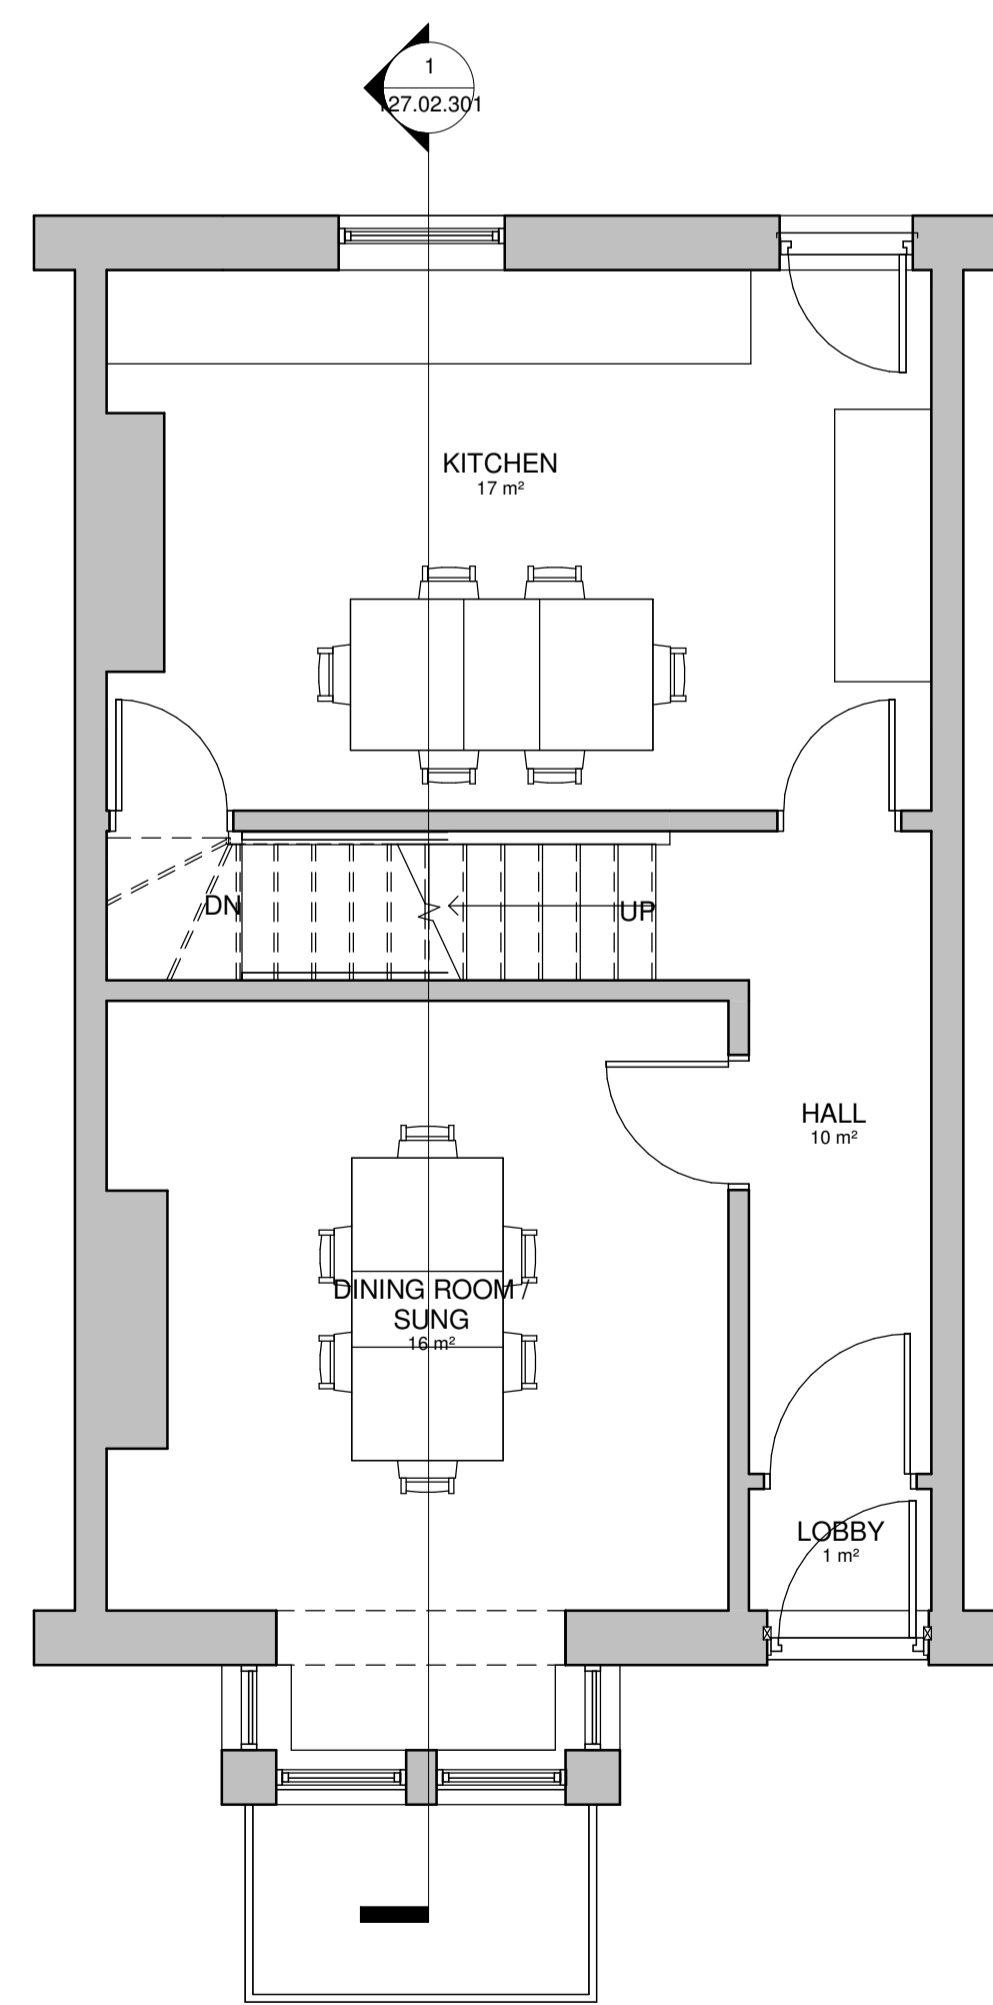 1
127.02.301
KITCHEN
17 m²
DN
UP
HALL
10 m²
DINING ROOM /
SUNG
16 m²
LOBBY
1 m²